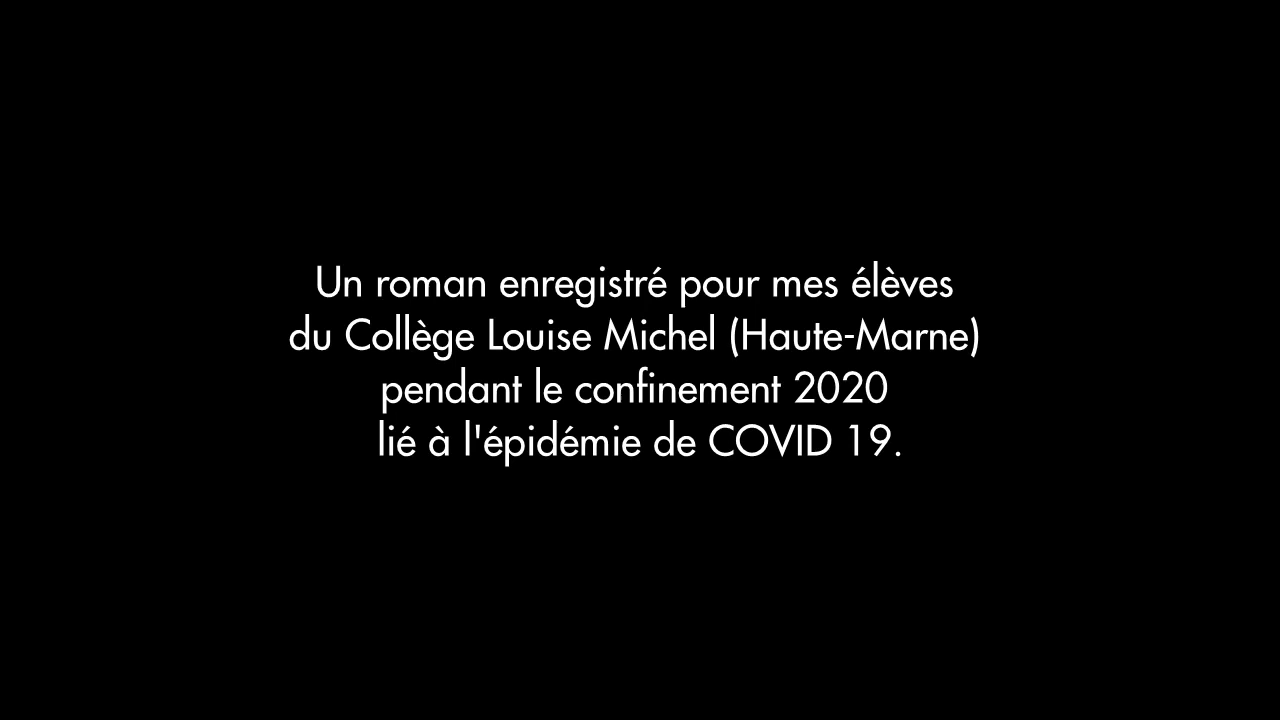 Un roman enregistré pour mes élèves
du Collège Louise Michel (Haute-Marne)
pendant le confinement 2020
lié à l'épidémie de COVID 19.